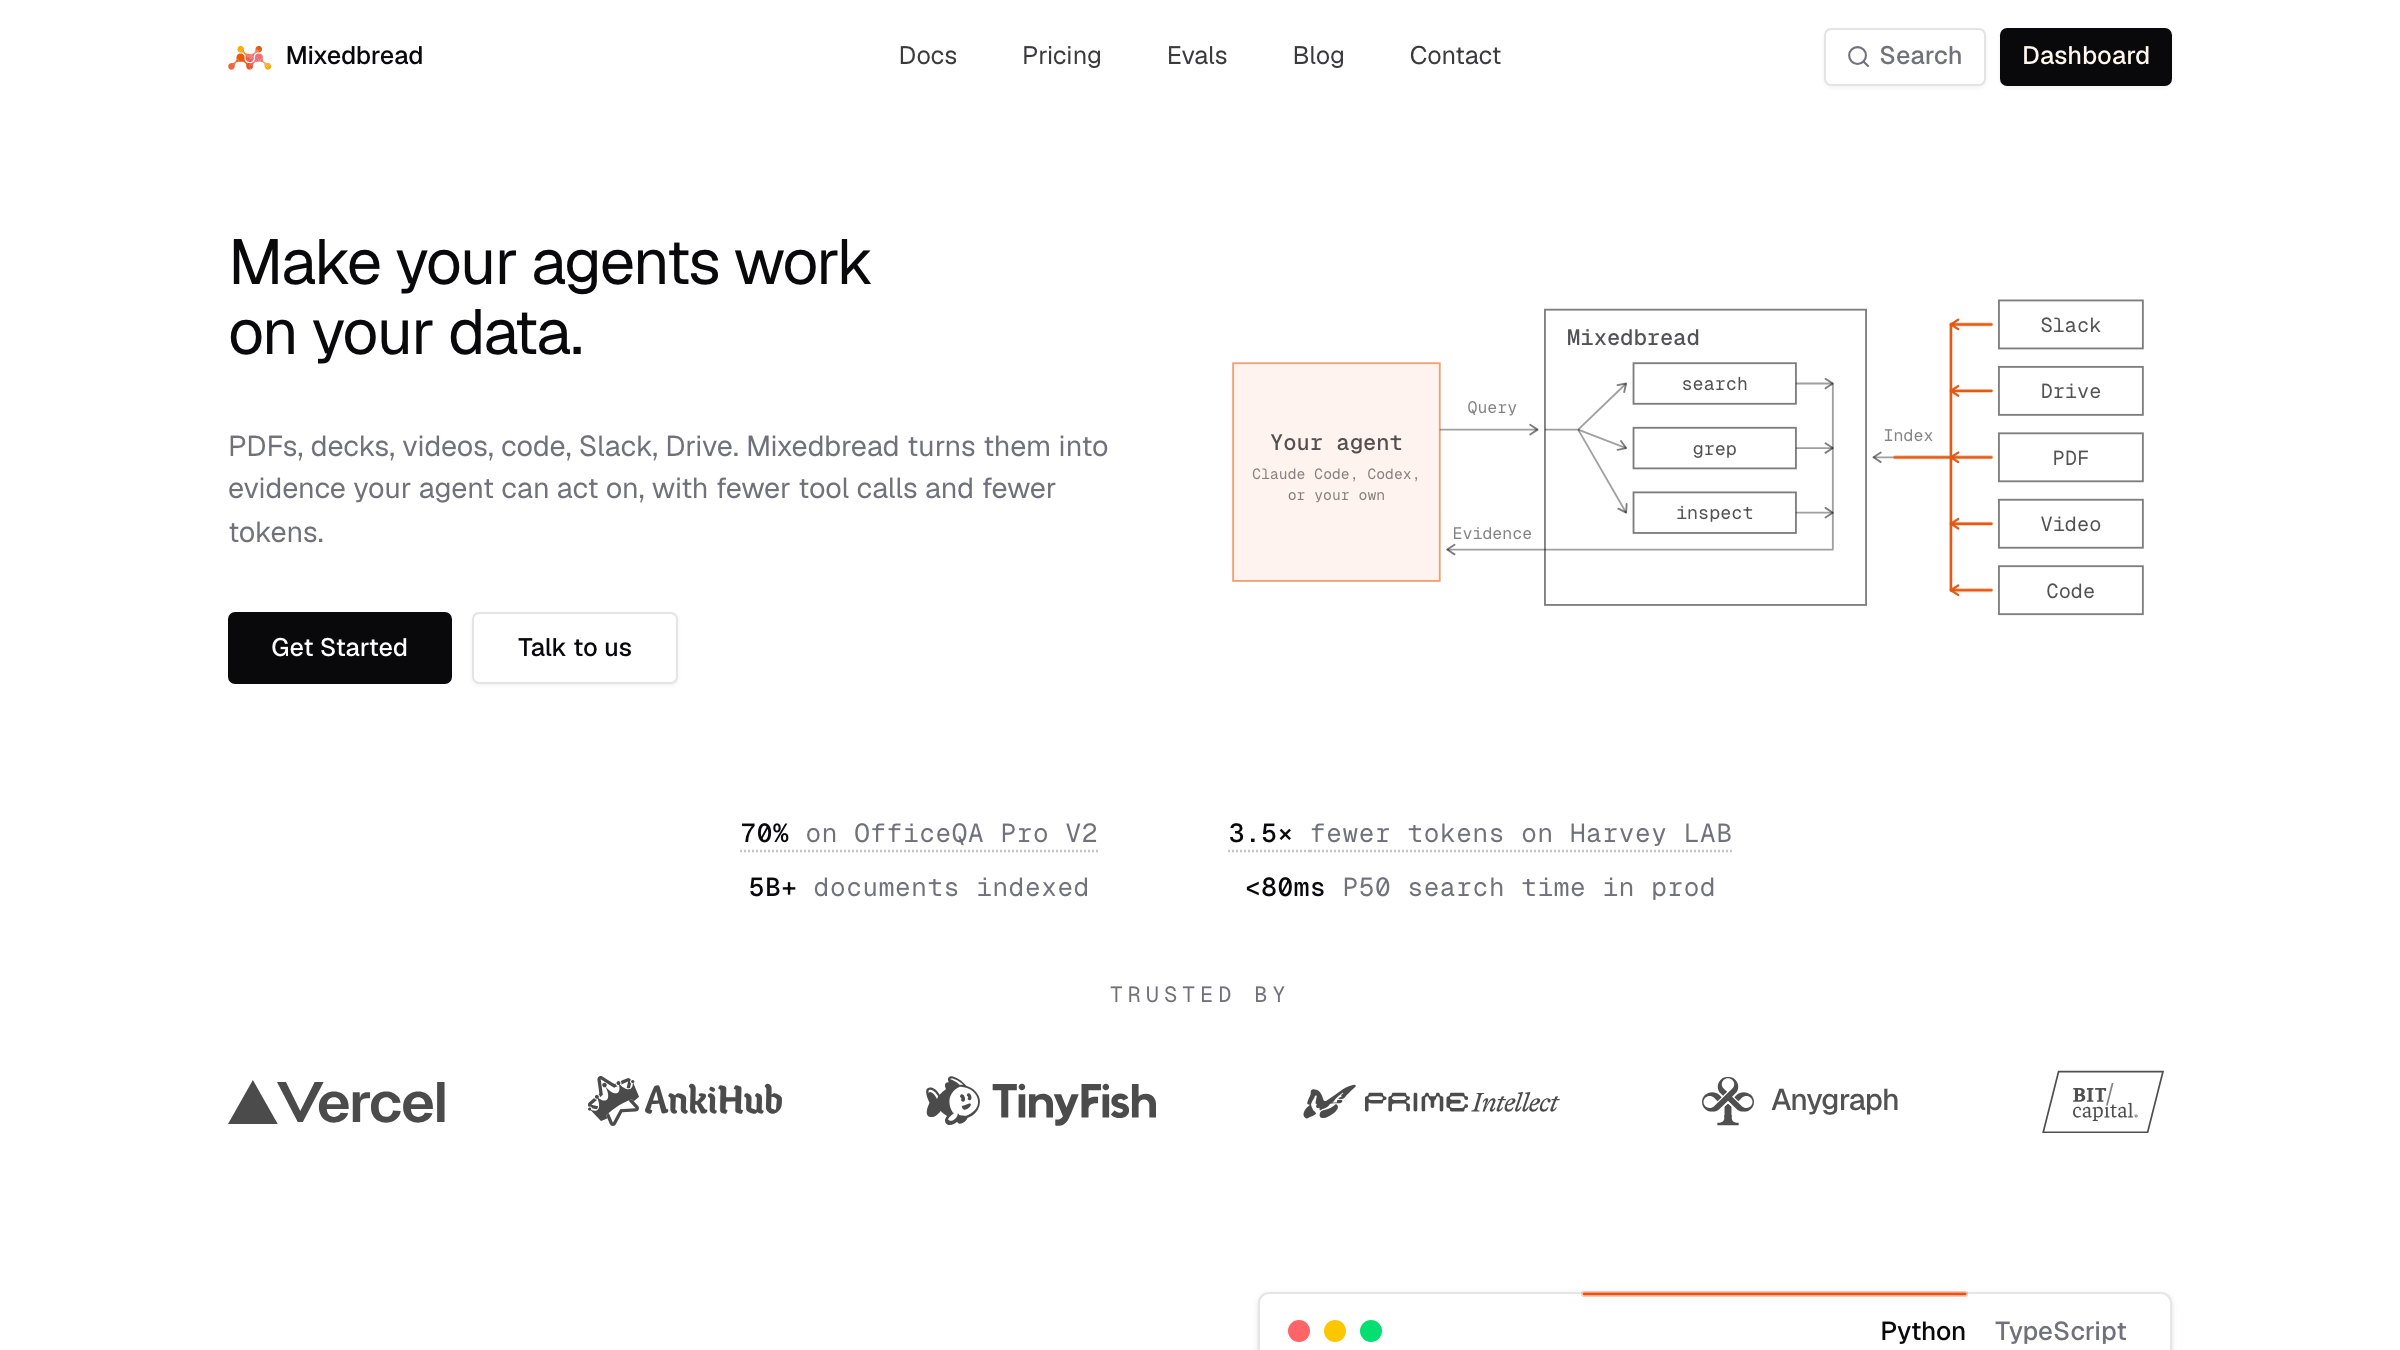 Mixedbread
Docs
Pricing
Evals
Blog
Contact
Search
Dashboard
Make your agents work
on your data.
PDFs, decks, videos, code, Slack, Drive. Mixedbread turns them into
evidence your agent can act on, with fewer tool calls and fewer
tokens.
Get Started
Talk to us
Your agent
Claude Code, Codex,
or your own
Query
Evidence
Mixedbread
search
grep
inspect
Index
Slack
Drive
PDF
Video
Code
70% on OfficeQA Pro V2
3.5× fewer tokens on Harvey LAB
5B+ documents indexed
<80ms P50 search time in prod
TRUSTED BY
Vercel
AnkiHub
TinyFish
PRIME Intellect
Anygraph
BIT/
capital.
Python
TypeScript